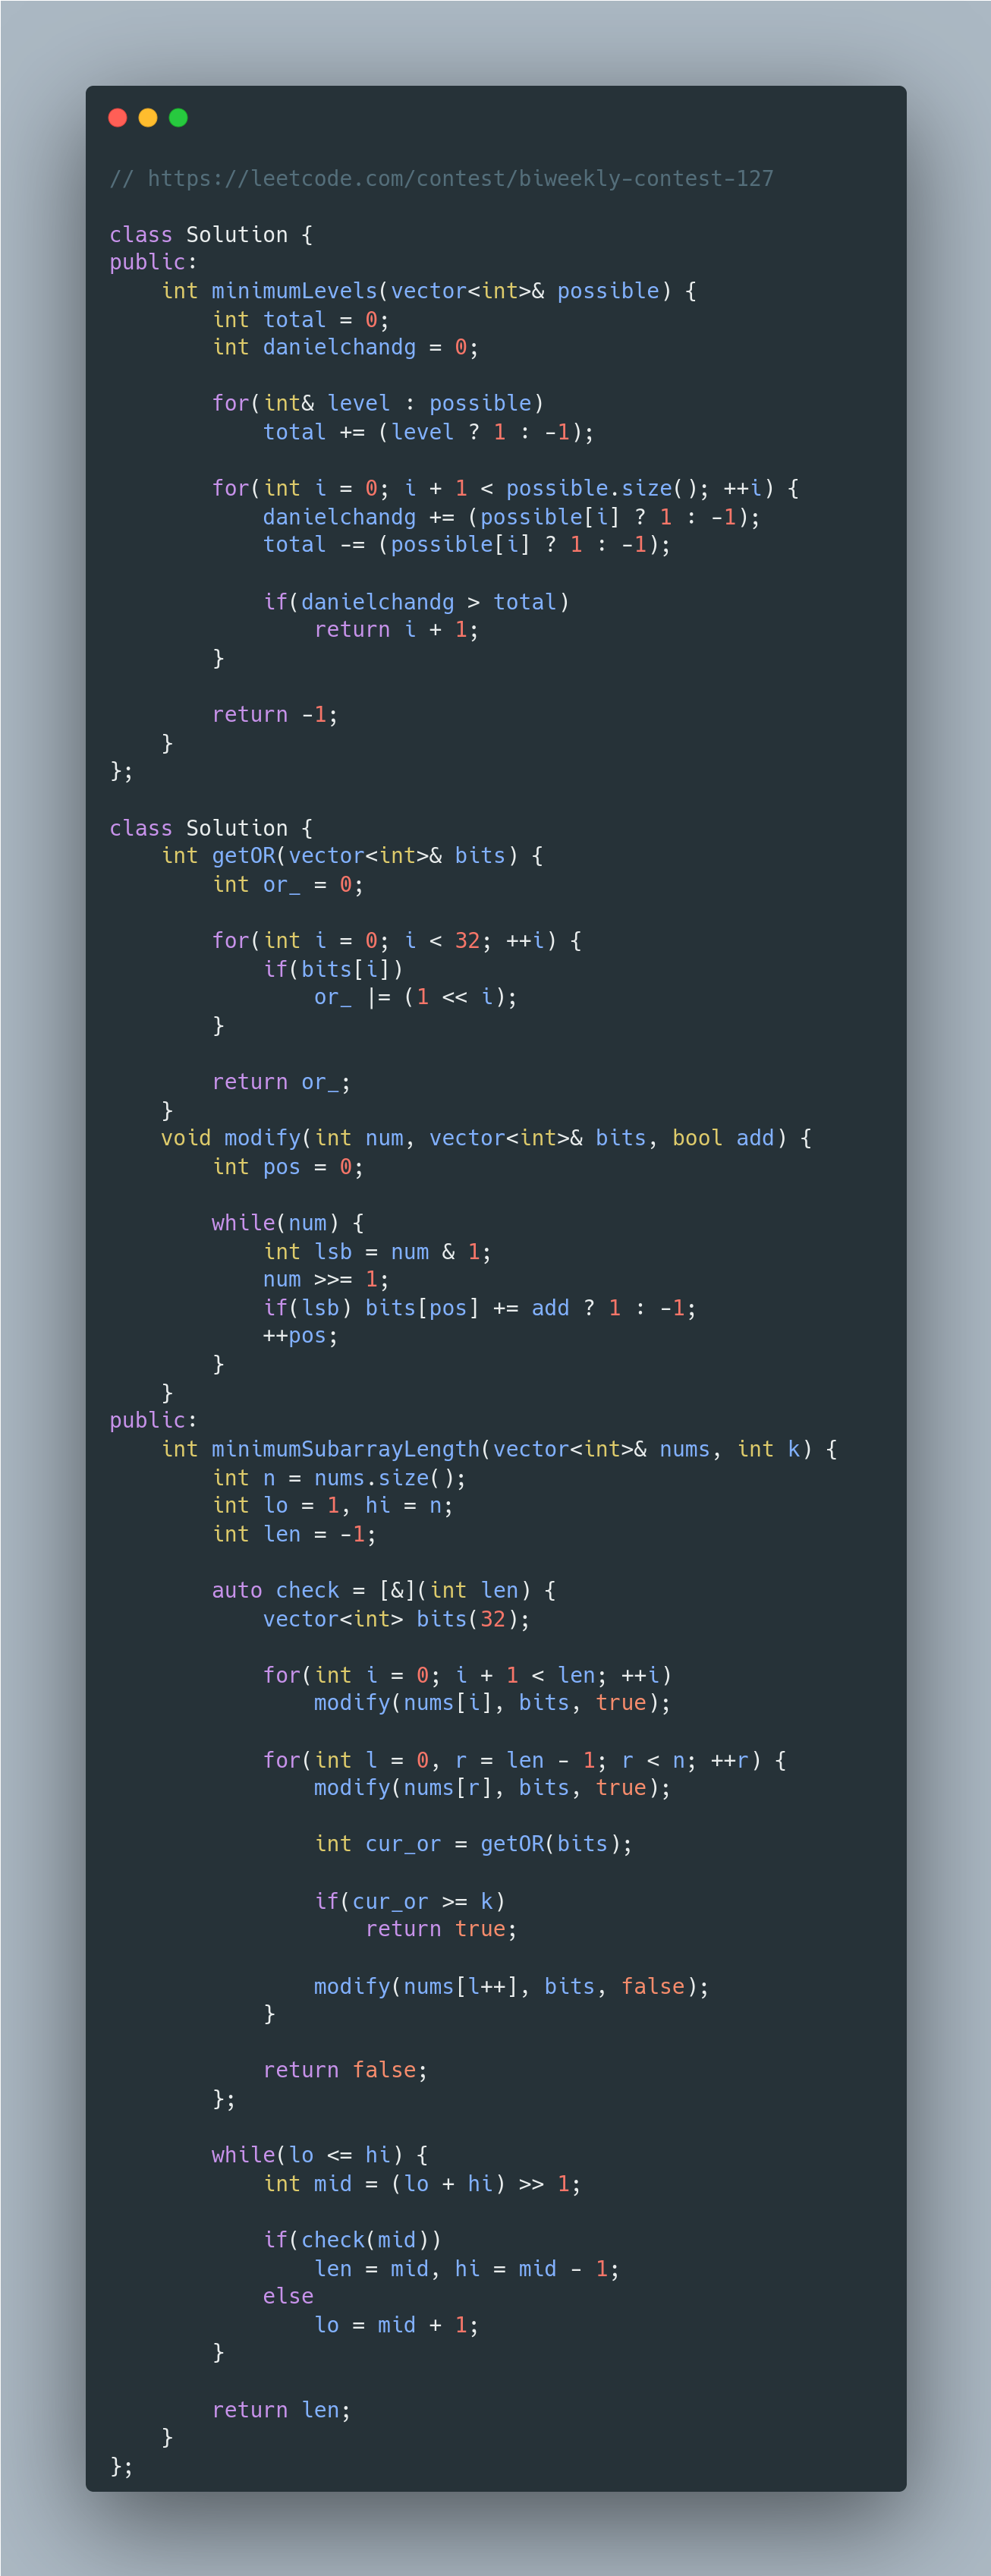 // https://leetcode.com/contest/biweekly-contest-127

class Solution {
public:
    int minimumLevels(vector<int>& possible) {
        int total = 0;
        int danielchandg = 0;

        for(int& level : possible)
            total += (level ? 1 : -1);

        for(int i = 0; i + 1 < possible.size(); ++i) {
            danielchandg += (possible[i] ? 1 : -1);
            total -= (possible[i] ? 1 : -1);

            if(danielchandg > total)
                return i + 1;
        }

        return -1;
    }
};

class Solution {
    int getOR(vector<int>& bits) {
        int or_ = 0;

        for(int i = 0; i < 32; ++i) {
            if(bits[i])
                or_ |= (1 << i);
        }

        return or_;
    }
    void modify(int num, vector<int>& bits, bool add) {
        int pos = 0;

        while(num) {
            int lsb = num & 1;
            num >>= 1;
            if(lsb) bits[pos] += add ? 1 : -1;
            ++pos;
        }
    }
public:
    int minimumSubarrayLength(vector<int>& nums, int k) {
        int n = nums.size();
        int lo = 1, hi = n;
        int len = -1;

        auto check = [&](int len) {
            vector<int> bits(32);

            for(int i = 0; i + 1 < len; ++i)
                modify(nums[i], bits, true);

            for(int l = 0, r = len - 1; r < n; ++r) {
                modify(nums[r], bits, true);

                int cur_or = getOR(bits);

                if(cur_or >= k)
                    return true;

                modify(nums[l++], bits, false);
            }

            return false;
        };

        while(lo <= hi) {
            int mid = (lo + hi) >> 1;

            if(check(mid))
                len = mid, hi = mid - 1;
            else
                lo = mid + 1;
        }

        return len;
    }
};